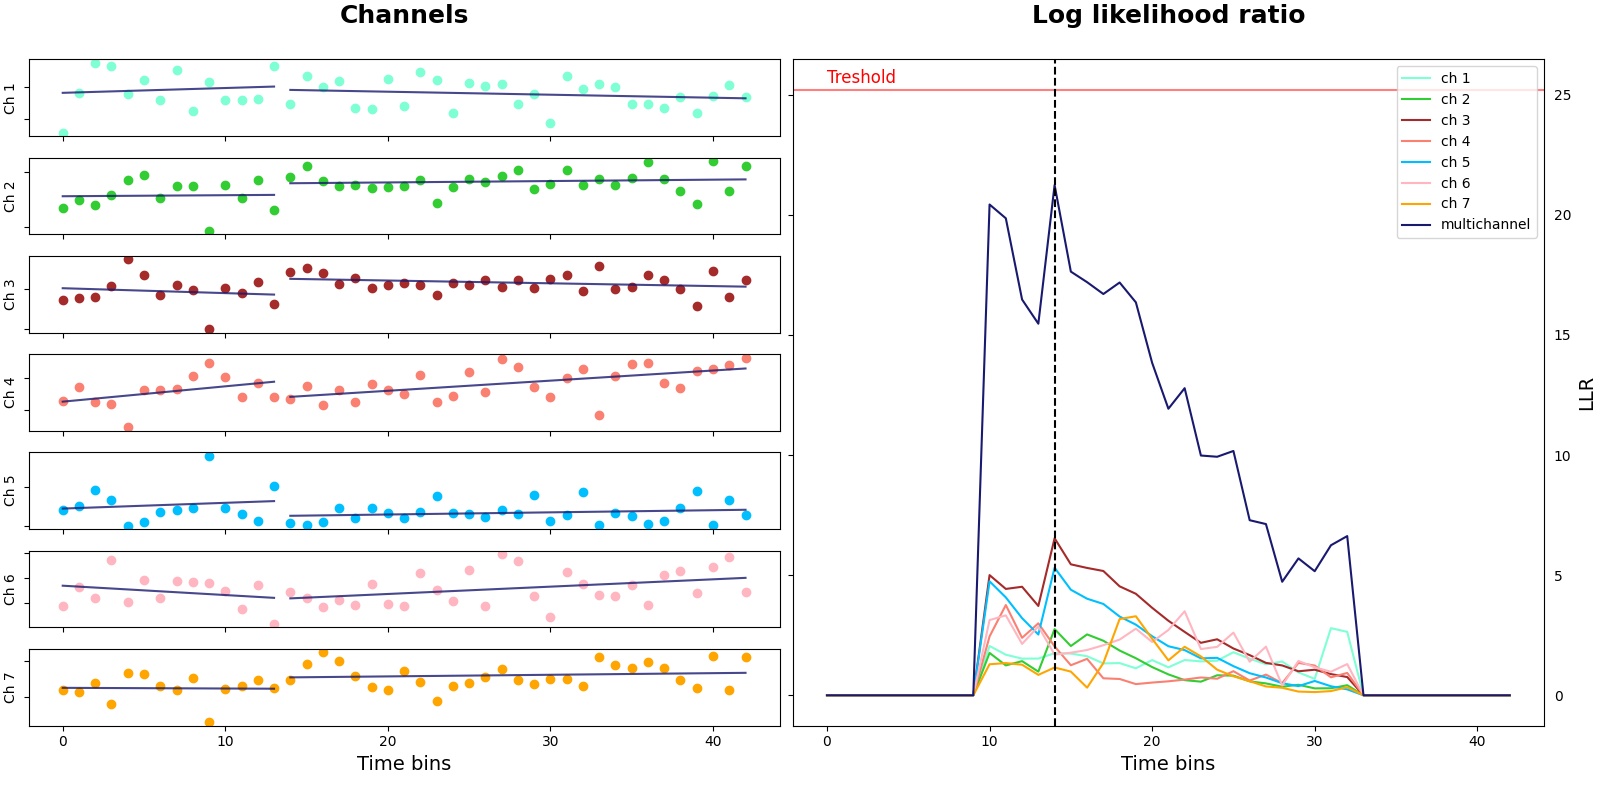 Channels
Log likelihood ratio
Ch 1
Ch 2
Ch 3
Ch 4
Ch 5
Ch 6
Ch 7
0 10 20 30 40
Time bins
Treshold
ch 1
ch 2
ch 3
ch 4
ch 5
ch 6
ch 7
multichannel
25
20
15
10
5
0
LLR
0 10 20 30 40
Time bins